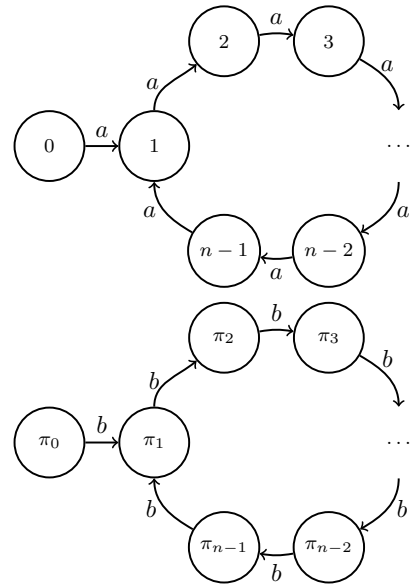 a a
2 3
a a
0 a 1 …
a a
n − 1 n − 2
a
b
π₂ π₃
b b
π₀ b π₁ …
b b
πₙ₋₁ πₙ₋₂
b